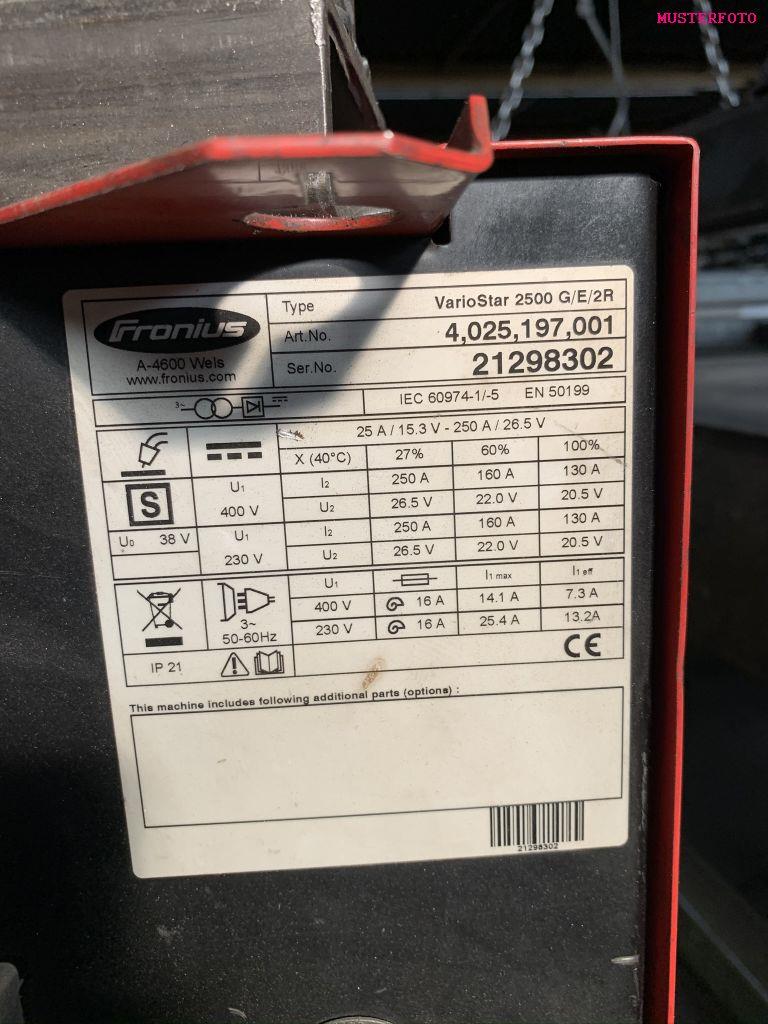 MUSTERFOTO
Fronius
A-4600 Wels
www.fronius.com
Type VarioStar 2500 G/E/2R
Art.No. 4,025,197,001
Ser.No. 21298302
3~ IEC 60974-1/-5 EN 50199
25 A / 15.3 V - 250 A / 26.5 V
X (40°C) 27% 60% 100%
S U1 400 V I2 250 A 160 A 130 A
U2 26.5 V 22.0 V 20.5 V
U0 38 V U1 230 V I2 250 A 160 A 130 A
U2 26.5 V 22.0 V 20.5 V
3~ 50-60Hz U1 I1 max I1 eff
400 V 16 A 14.1 A 7.3 A
230 V 16 A 25.4 A 13.2A
IP 21 CE
This machine includes following additional parts (options) :
21298302